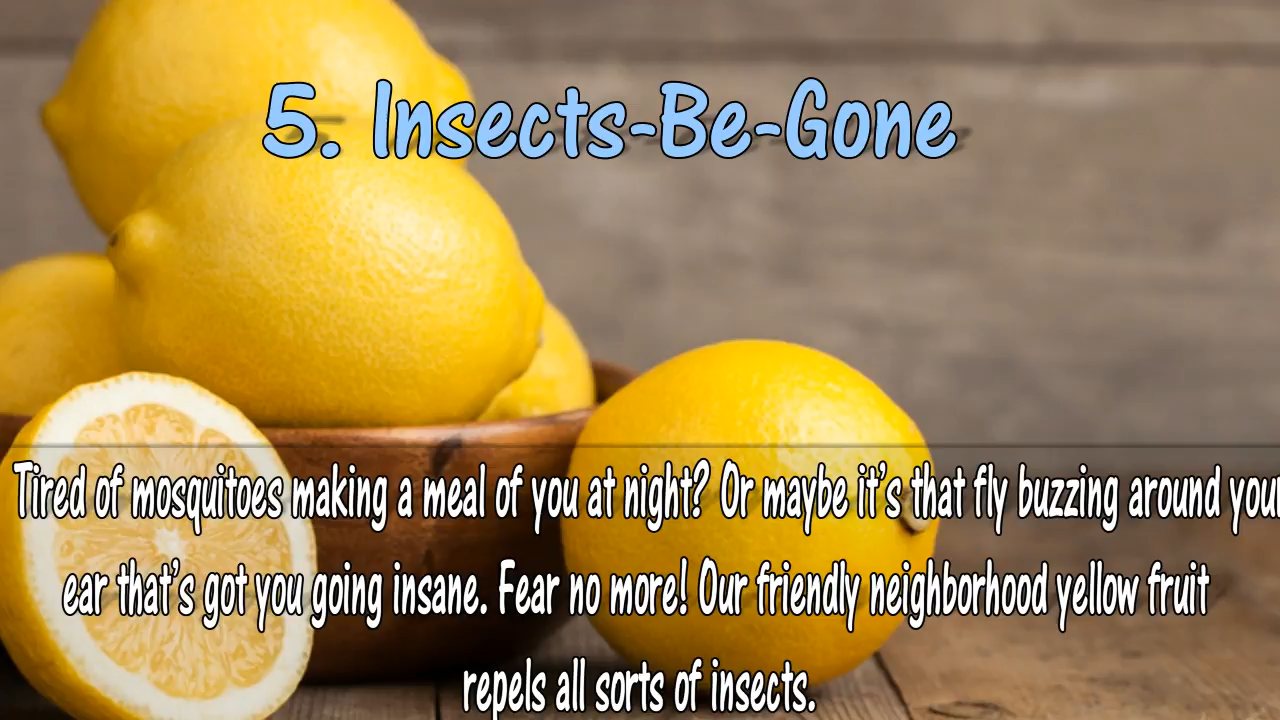 5. Insects-Be-Gone
Tired of mosquitoes making a meal of you at night? Or maybe it's that fly buzzing around you
ear that's got you going insane. Fear no more! Our friendly neighborhood yellow fruit
repels all sorts of insects.